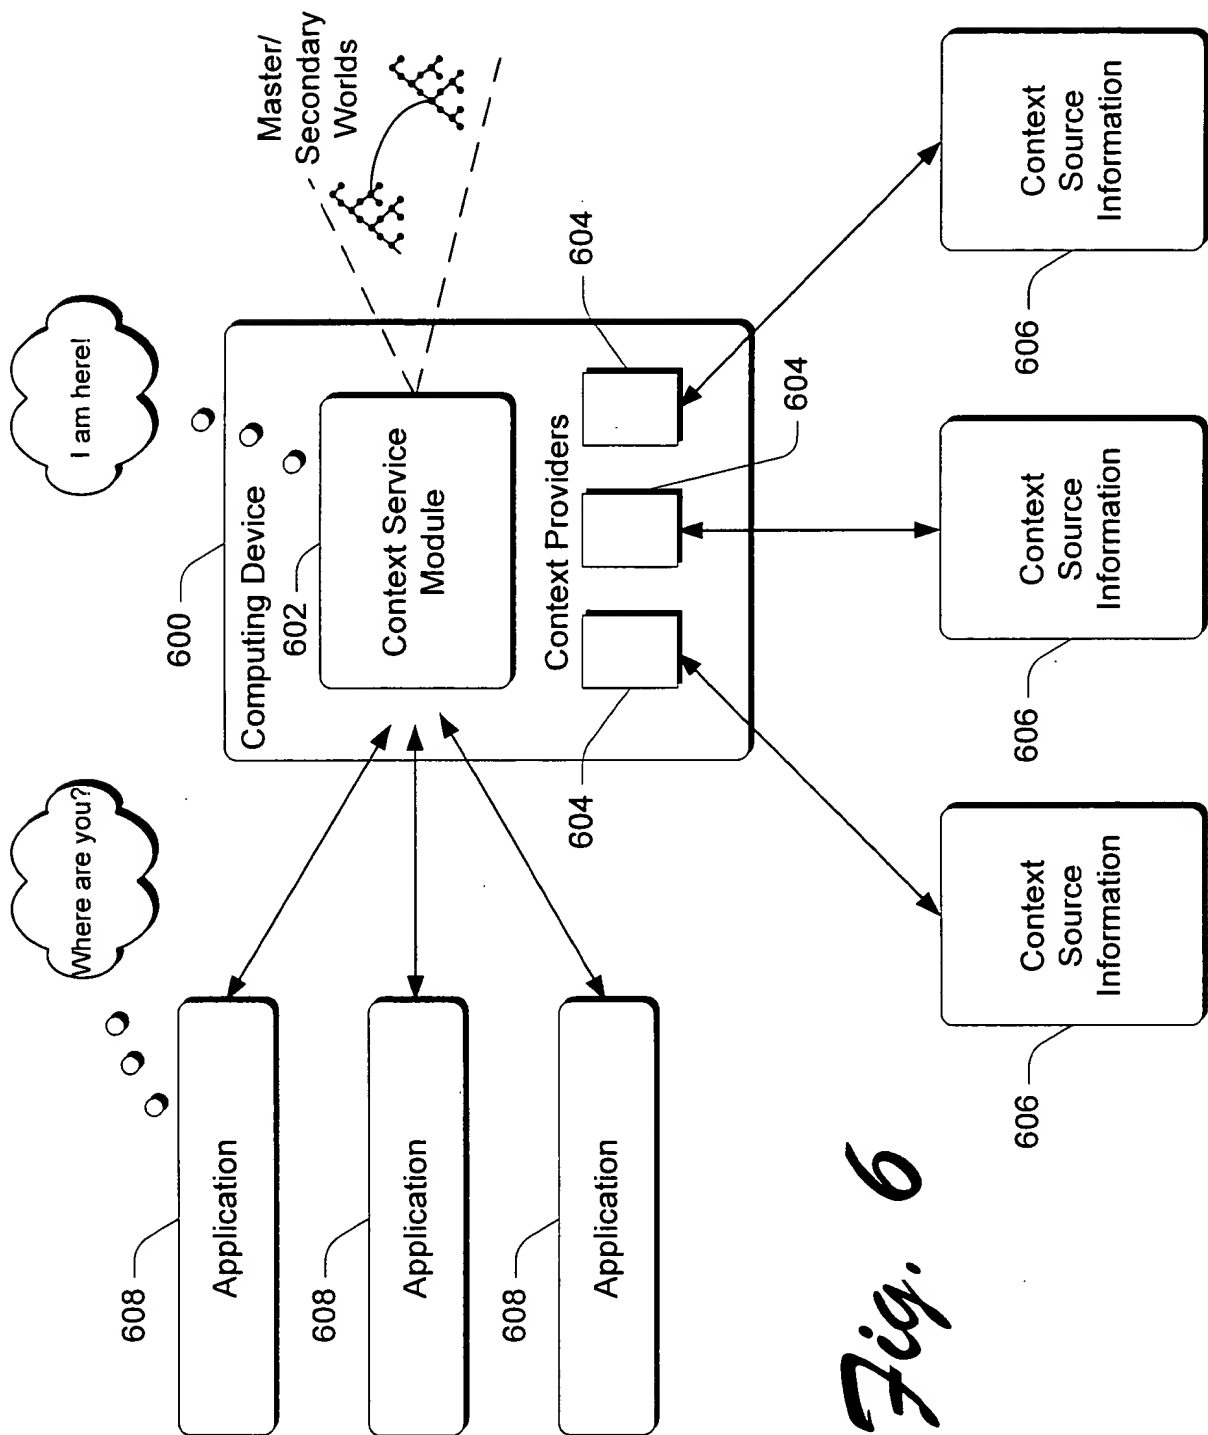 Where are you?
I am here!
608
Application
608
Application
608
Application
600
Computing Device
602
Context Service
Module
Context Providers
604
604
604
Master/
Secondary
Worlds
606
Context
Source
Information
606
Context
Source
Information
606
Context
Source
Information
Fig. 6